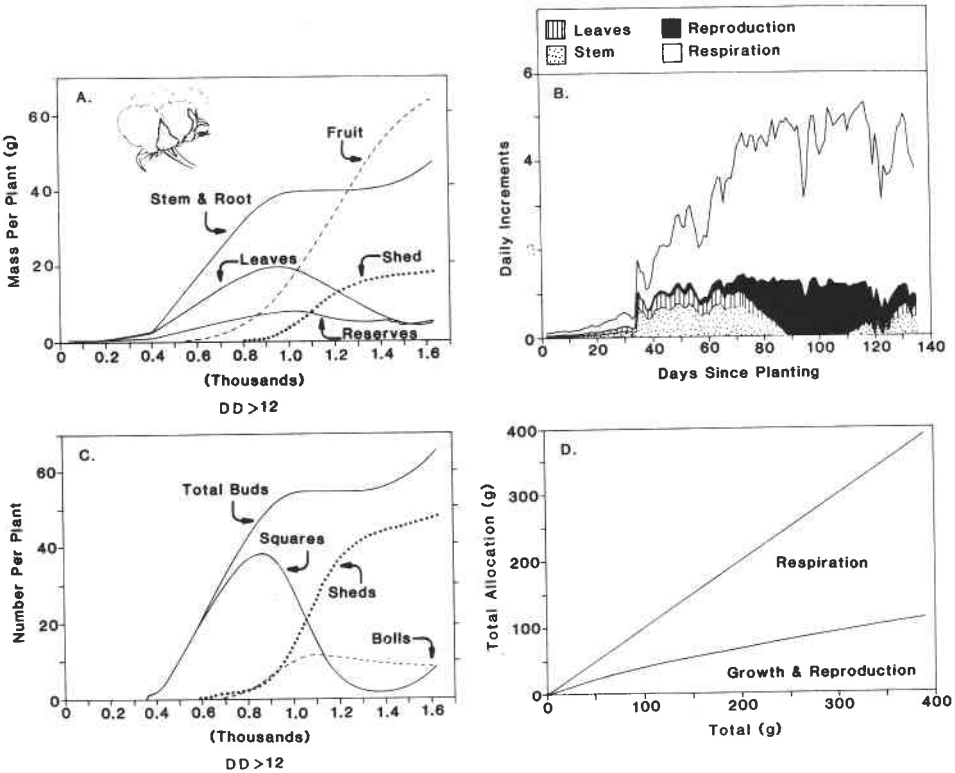 A.
Mass Per Plant (g)
60
40
20
0
Fruit
Stem & Root
Leaves
Shed
Reserves
0 0.2 0.4 0.6 0.8 1.0 1.2 1.4 1.6
(Thousands)
DD>12
Leaves
Reproduction
Stem
Respiration
B.
Daily Increments
6
4
2
0
0 20 40 60 80 100 120 140
Days Since Planting
C.
Number Per Plant
60
40
20
0
Total Buds
Squares
Sheds
Bolls
0 0.2 0.4 0.6 0.8 1.0 1.2 1.4 1.6
(Thousands)
DD>12
D.
Total Allocation (g)
400
300
200
100
0
Respiration
Growth & Reproduction
0 100 200 300 400
Total (g)